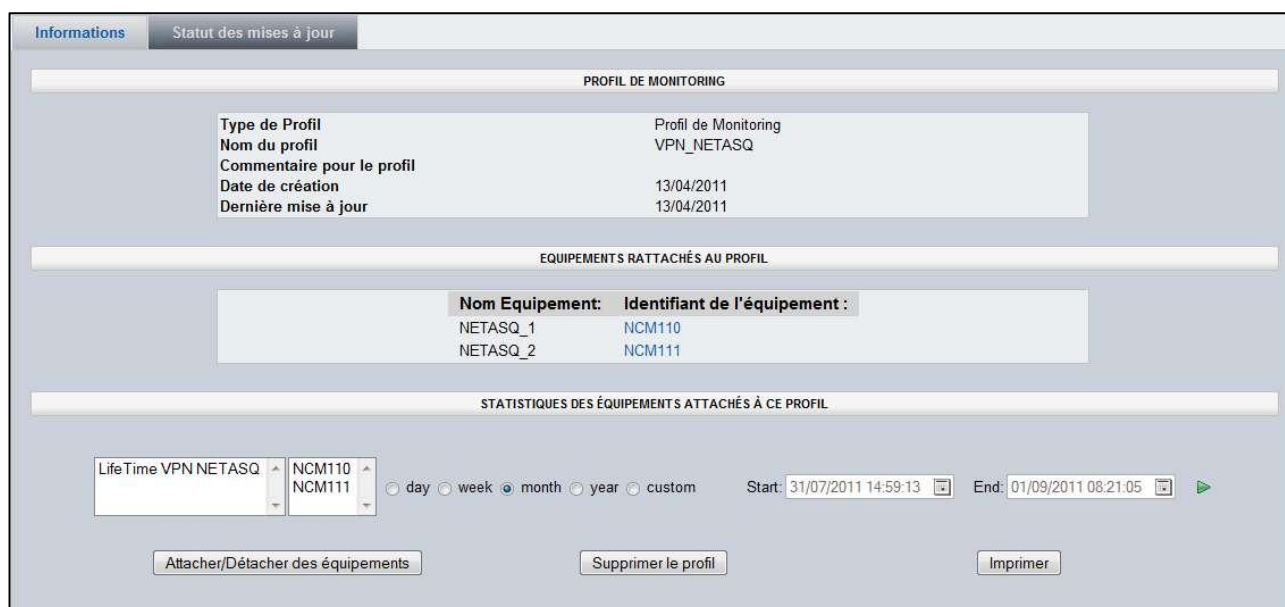 Informations Statut des mises à jour
PROFIL DE MONITORING
Type de Profil Profil de Monitoring
Nom du profil VPN_NETASQ
Commentaire pour le profil
Date de création 13/04/2011
Dernière mise à jour 13/04/2011
EQUIPEMENTS RATTACHÉS AU PROFIL
Nom Equipement: Identifiant de l'équipement :
NETASQ_1 NCM110
NETASQ_2 NCM111
STATISTIQUES DES ÉQUIPEMENTS ATTACHÉS À CE PROFIL
LifeTime VPN NETASQ NCM110
NCM111
day week month year custom Start: 31/07/2011 14:59:13 End: 01/09/2011 08:21:05
Attacher/Détacher des équipements Supprimer le profil Imprimer